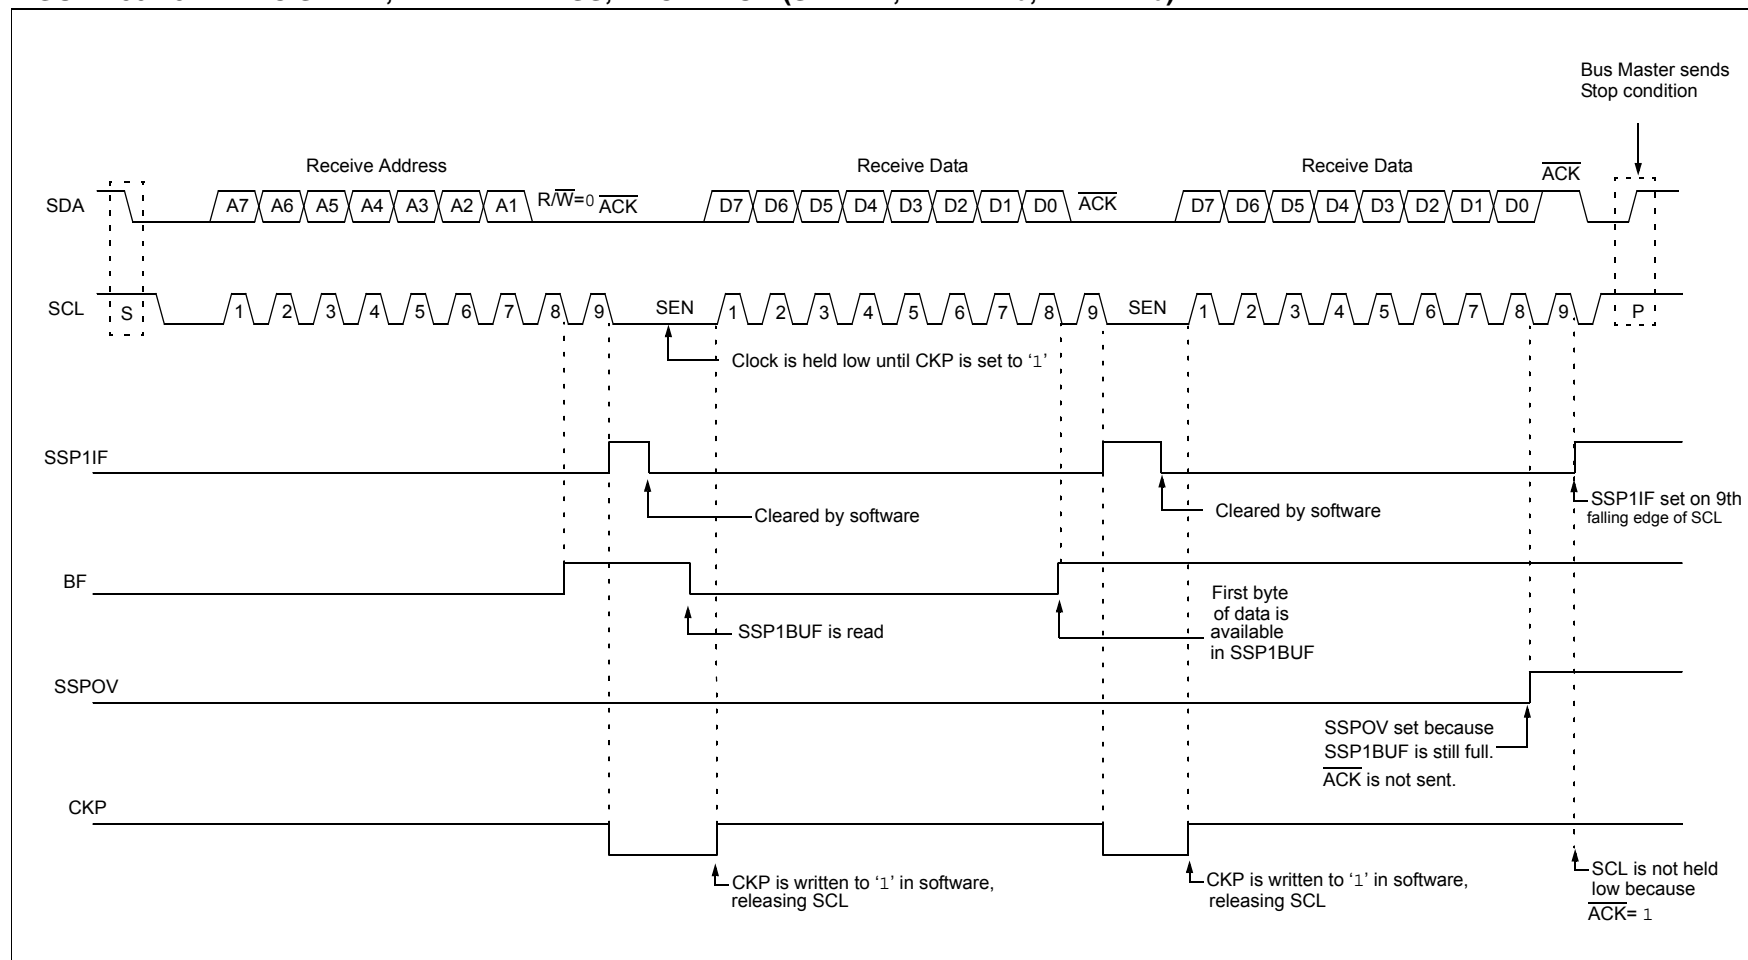 Bus Master sends
Stop condition
Receive Address
Receive Data
Receive Data
ACK
SDA
A7 A6 A5 A4 A3 A2 A1 R/W=0 ACK D7 D6 D5 D4 D3 D2 D1 D0 ACK D7 D6 D5 D4 D3 D2 D1 D0
SCL
S 1 2 3 4 5 6 7 8 9 SEN 1 2 3 4 5 6 7 8 9 SEN 1 2 3 4 5 6 7 8 9 P
Clock is held low until CKP is set to ‘1’
SSP1IF
Cleared by software
Cleared by software
SSP1IF set on 9th
falling edge of SCL
BF
SSP1BUF is read
First byte
of data is
available
in SSP1BUF
SSPOV
SSPOV set because
SSP1BUF is still full.
ACK is not sent.
CKP
CKP is written to ‘1’ in software,
releasing SCL
CKP is written to ‘1’ in software,
releasing SCL
SCL is not held
low because
ACK= 1